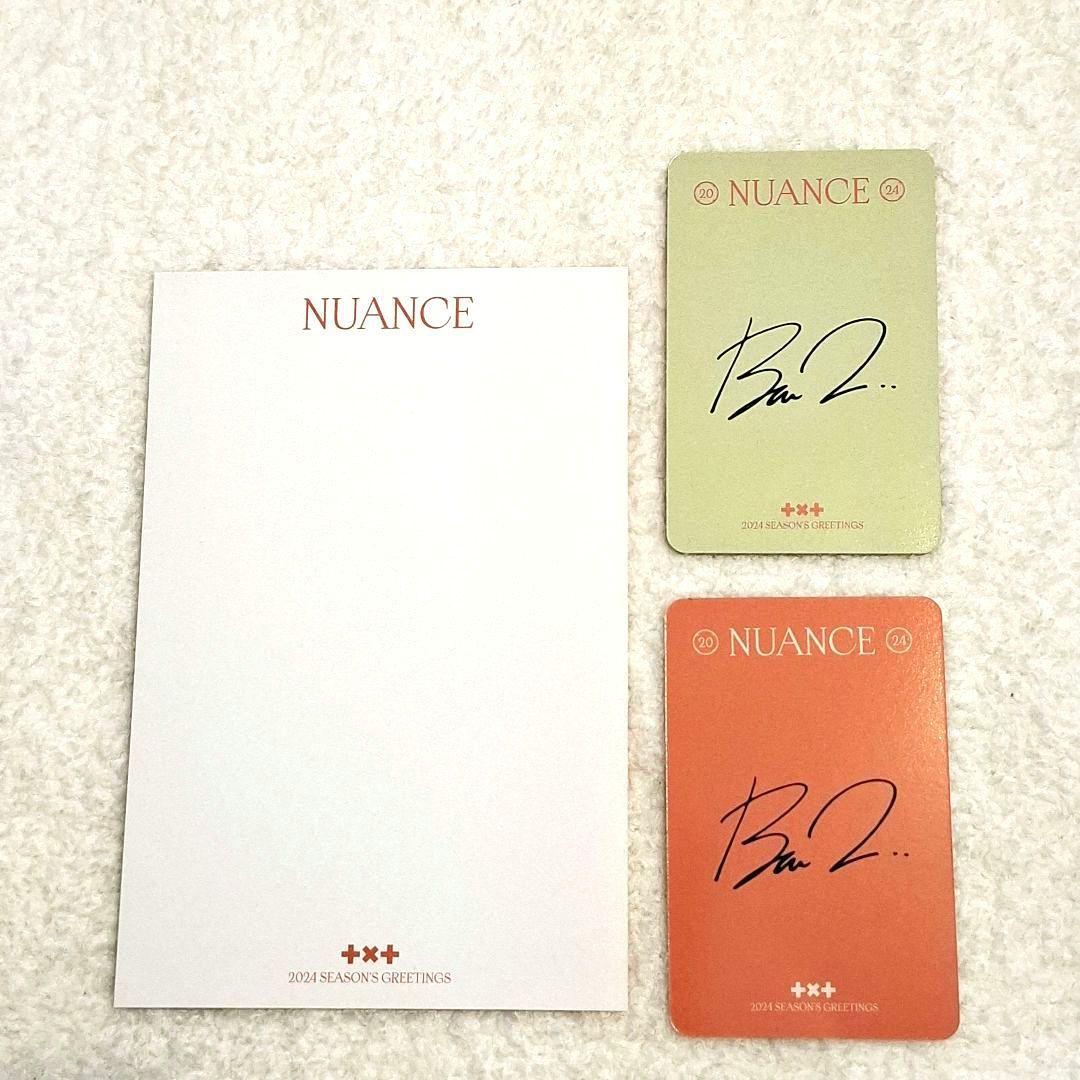 NUANCE
+×+
2024 SEASON'S GREETINGS
20 NUANCE 24
+×+
2024 SEASON'S GREETINGS
20 NUANCE 24
+×+
2024 SEASON'S GREETINGS